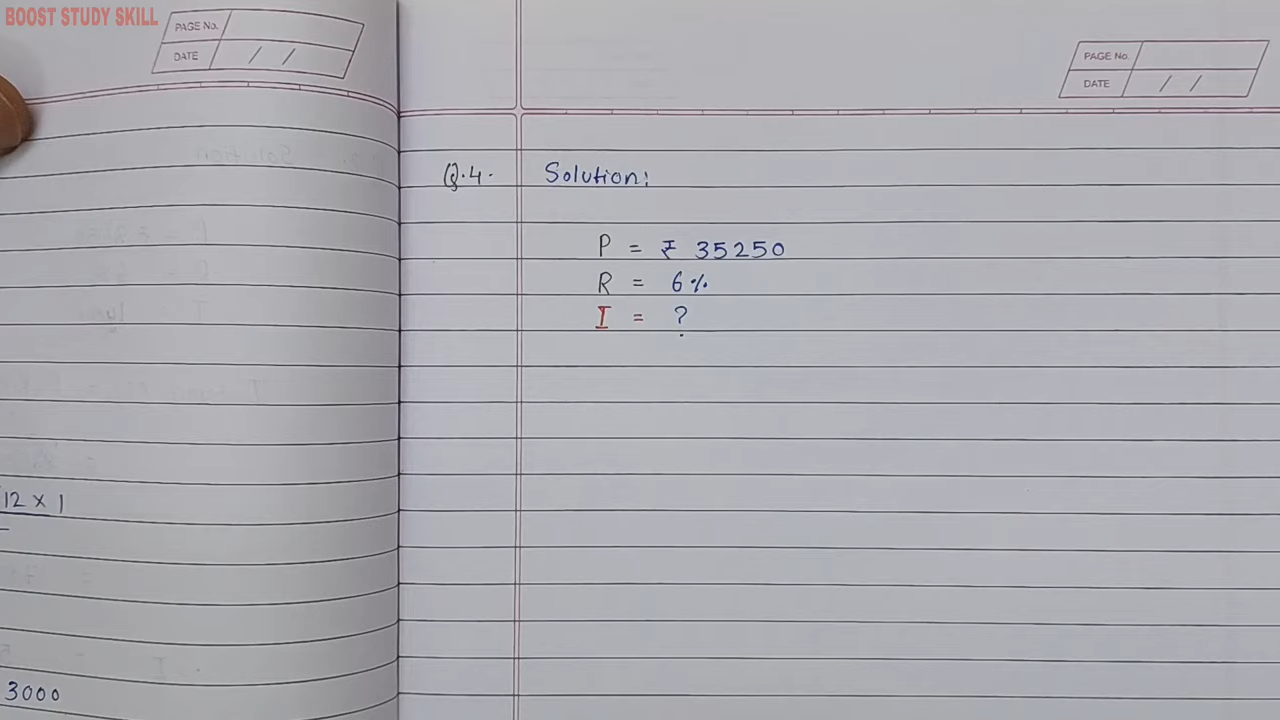 BOOST STUDY SKILL
PAGE No.
DATE / /
12 × 1
3000
PAGE No.
DATE / /
Q.4. Solution:
P = ₹ 35250
R = 6%
I = ?